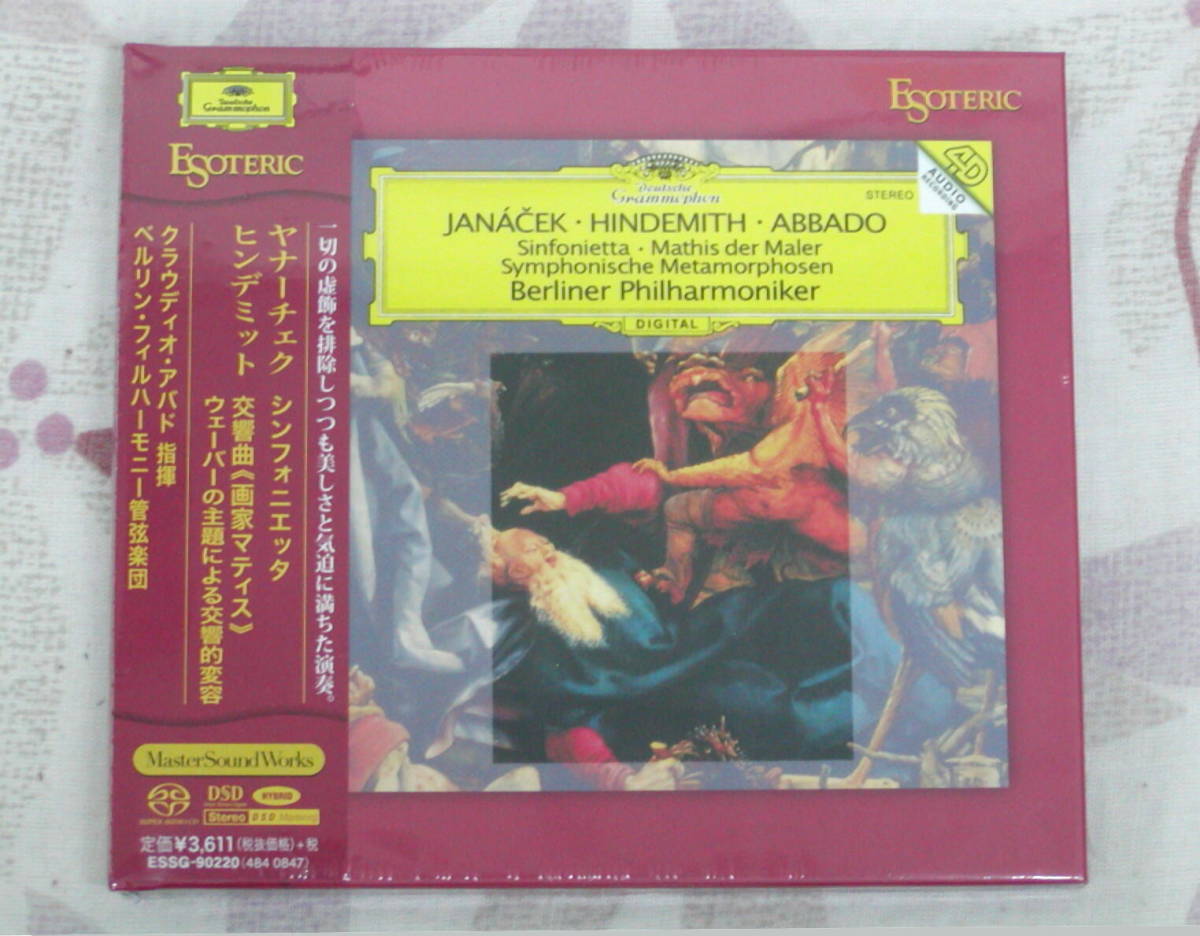 Deutsche
Grammophon
ESOTERIC
一切の虚飾を排除しつつも美しさと気迫に満ちた演奏。
ヤナーチェク シンフォニエッタ
ヒンデミット 交響曲《画家マティス》
ウェーバーの主題による交響的変容
クラウディオ・アバド 指揮
ベルリン・フィルハーモニー管弦楽団
MasterSoundWorks
SUPER AUDIO CD
DSD
HYBRID
Stereo DSD Mastering
定価¥3,611(税抜価格)+税
ESSG-90220(484 0847)
ESOTERIC
Deutsche
Grammophon
STEREO
4D
AUDIO
RECORDING
JANÁČEK · HINDEMITH · ABBADO
Sinfonietta · Mathis der Maler
Symphonische Metamorphosen
Berliner Philharmoniker
DIGITAL